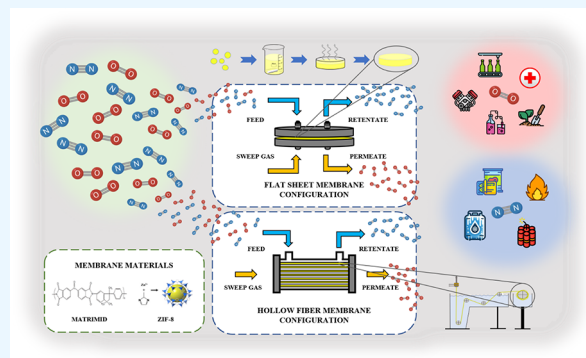 FEED
RETENTATE
SWEEP GAS
PERMEATE
FLAT SHEET MEMBRANE
CONFIGURATION
FEED
RETENTATE
SWEEP GAS
PERMEATE
HOLLOW FIBER MEMBRANE
CONFIGURATION
MEMBRANE MATERIALS
MATRIMID
ZIF-8